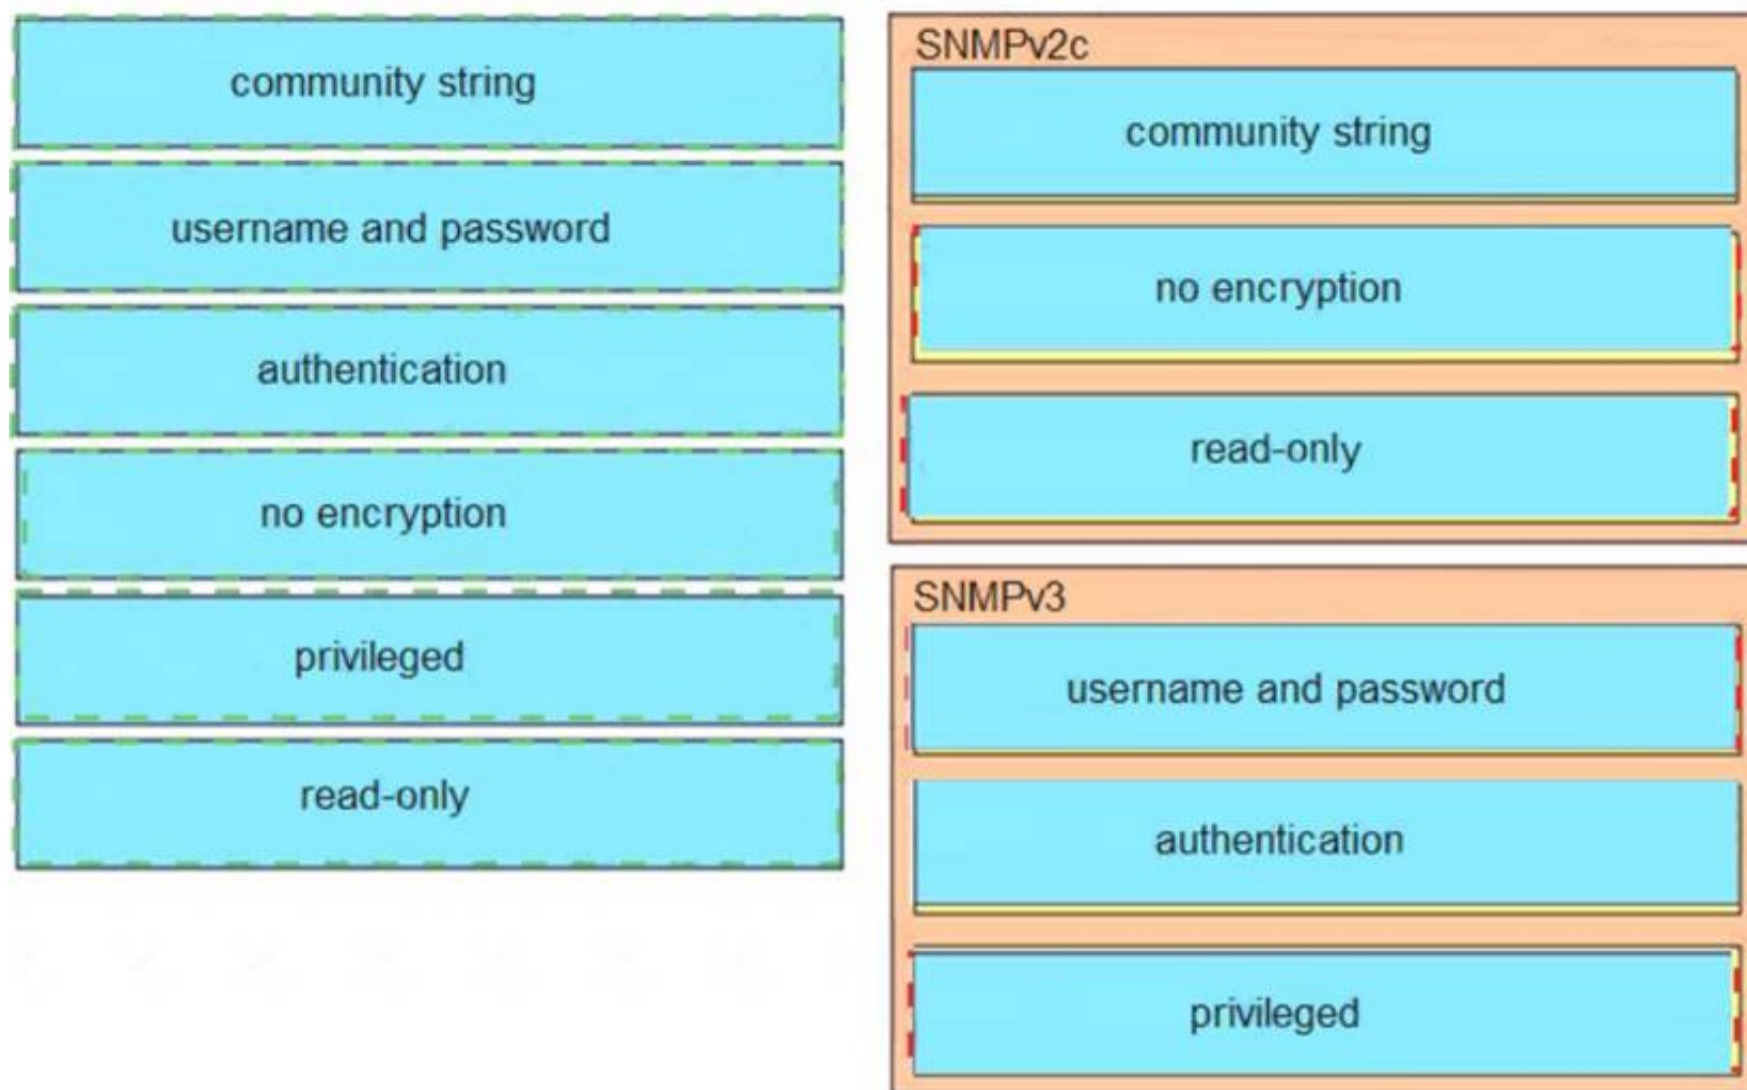 community string
username and password
authentication
no encryption
privileged
read-only
SNMPv2c
community string
no encryption
read-only
SNMPv3
username and password
authentication
privileged